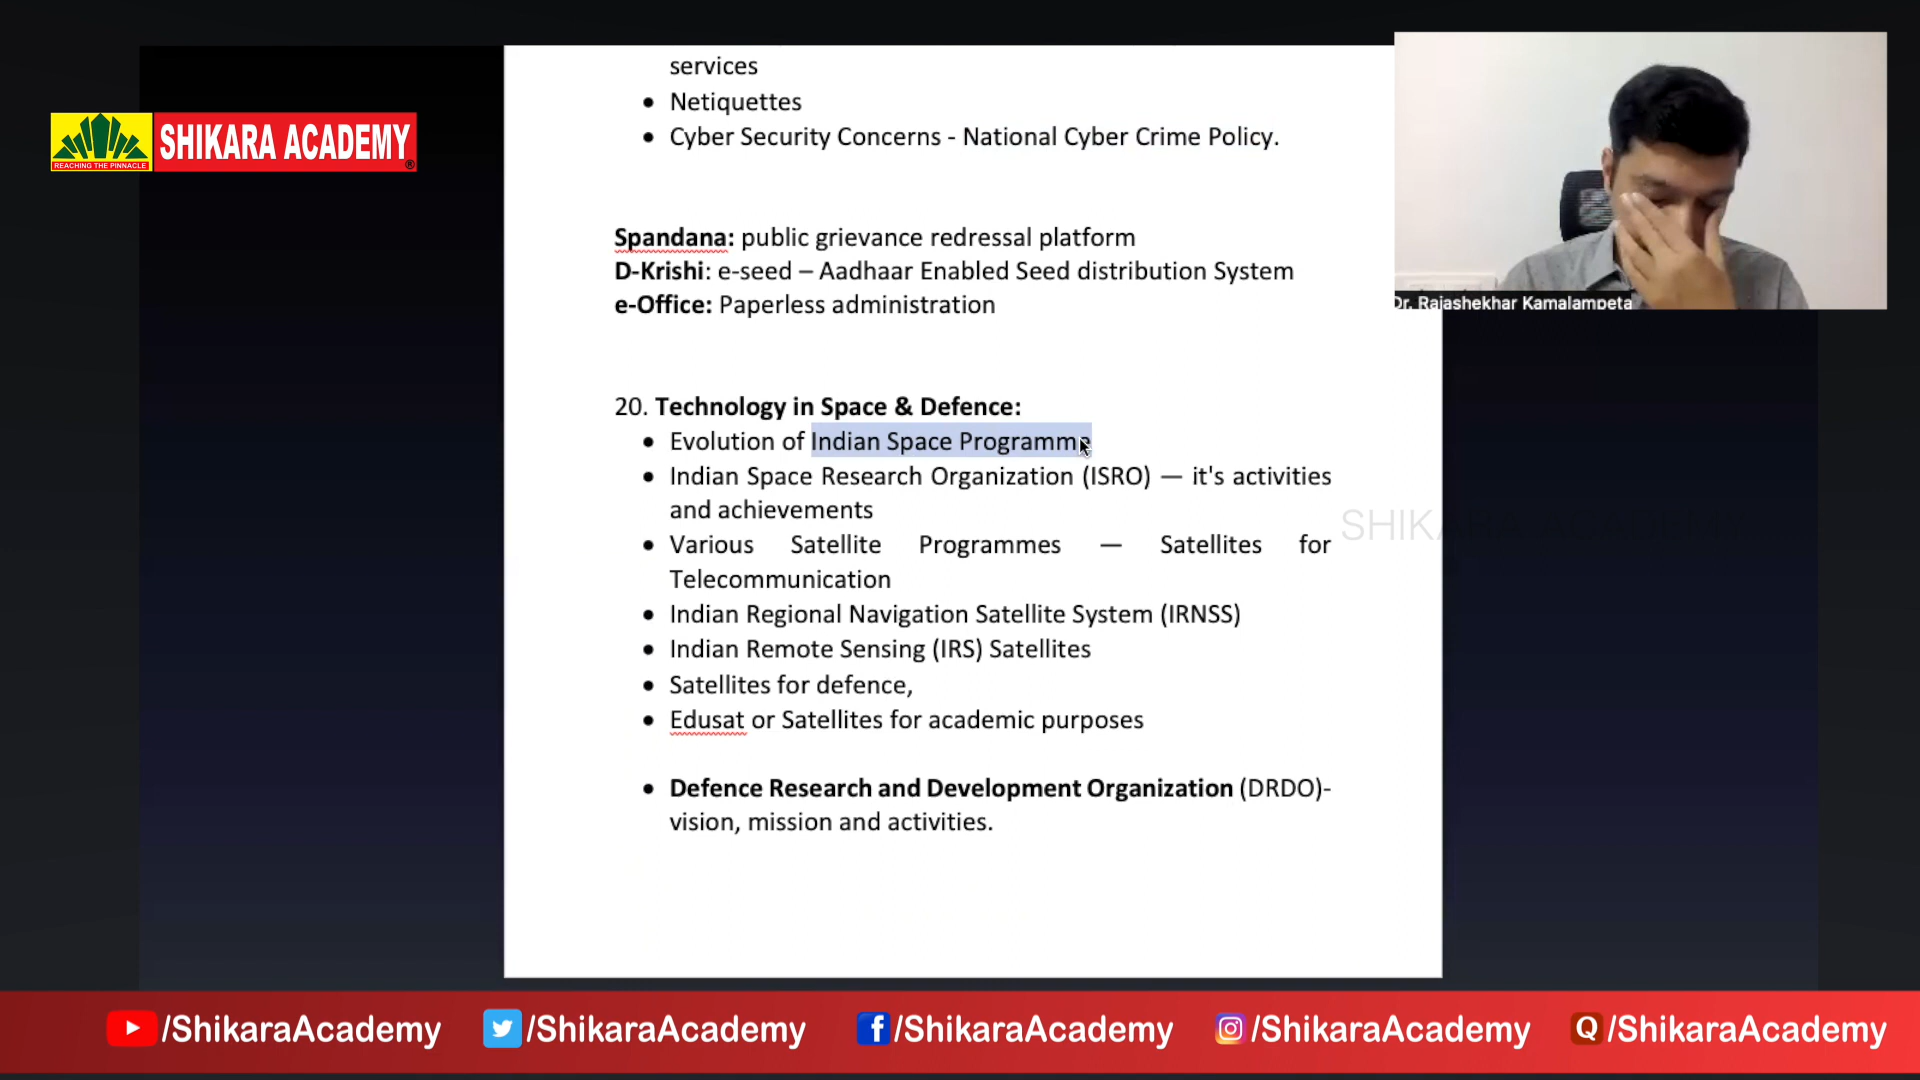 services
• Netiquettes
• Cyber Security Concerns - National Cyber Crime Policy.
SHIKARA ACADEMY
REACHING THE PINNACLE
®
Spandana: public grievance redressal platform
D-Krishi: e-seed – Aadhaar Enabled Seed distribution System
e-Office: Paperless administration
Dr. Rajashekhar Kamalampeta
20. Technology in Space & Defence:
• Evolution of Indian Space Programme
• Indian Space Research Organization (ISRO) — it's activities
and achievements
• Various Satellite Programmes — Satellites for
Telecommunication
• Indian Regional Navigation Satellite System (IRNSS)
• Indian Remote Sensing (IRS) Satellites
• Satellites for defence,
• Edusat or Satellites for academic purposes
• Defence Research and Development Organization (DRDO)-
vision, mission and activities.
/ShikaraAcademy /ShikaraAcademy /ShikaraAcademy /ShikaraAcademy /ShikaraAcademy